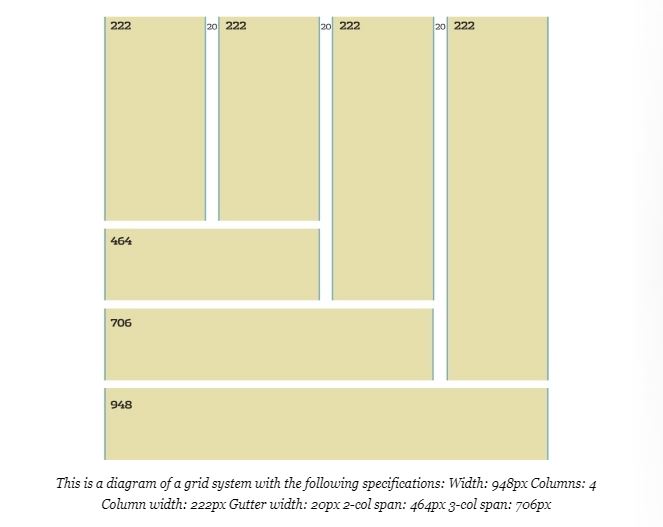 222 20 222 20 222 20 222
464
706
948
This is a diagram of a grid system with the following specifications: Width: 948px Columns: 4
Column width: 222px Gutter width: 20px 2-col span: 464px 3-col span: 706px